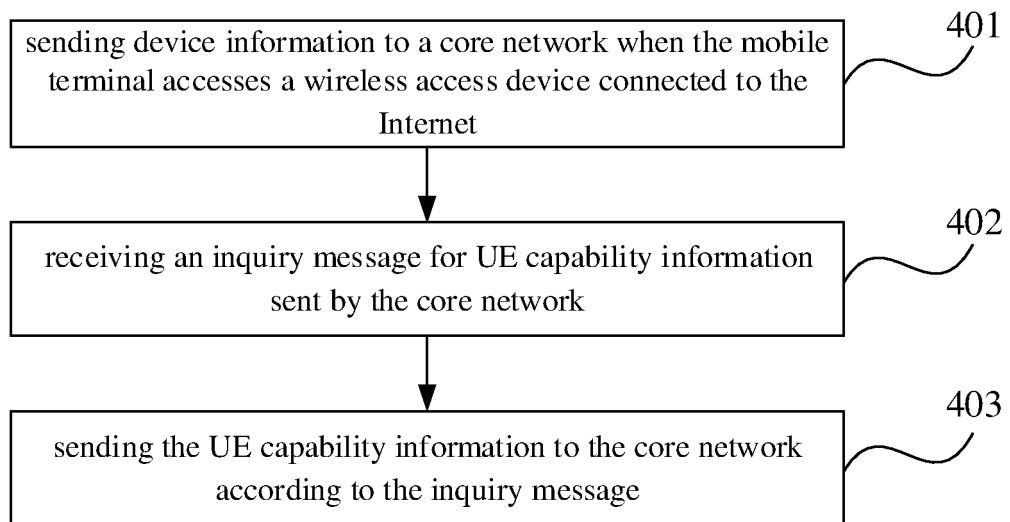 401
sending device information to a core network when the mobile
terminal accesses a wireless access device connected to the
Internet
402
receiving an inquiry message for UE capability information
sent by the core network
403
sending the UE capability information to the core network
according to the inquiry message